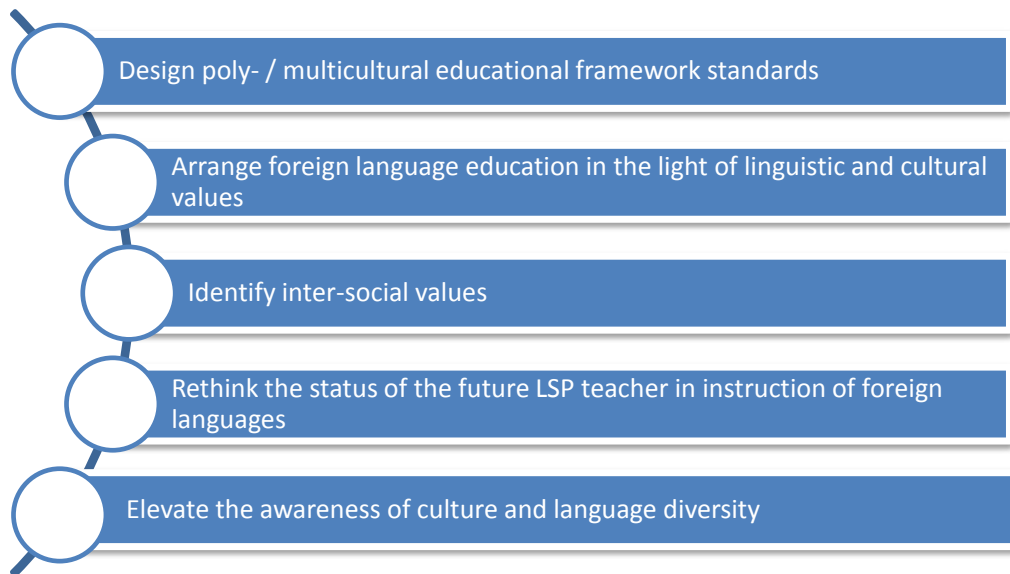 Design poly- / multicultural educational framework standards
Arrange foreign language education in the light of linguistic and cultural
values
Identify inter-social values
Rethink the status of the future LSP teacher in instruction of foreign
languages
Elevate the awareness of culture and language diversity